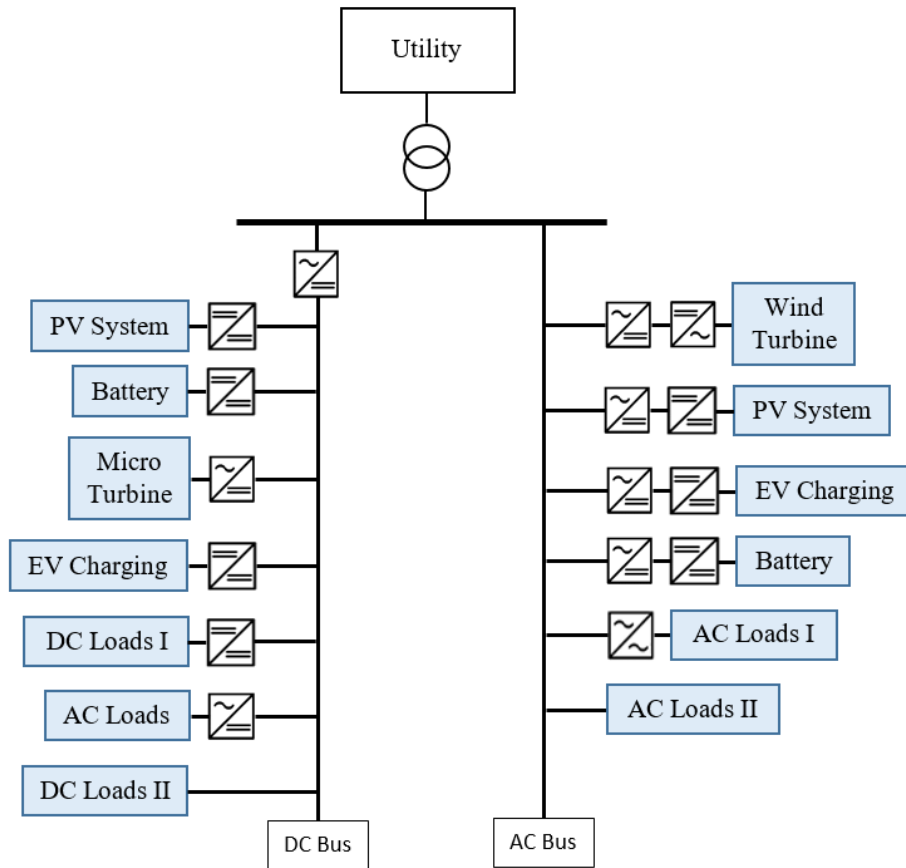 Utility
PV System
Battery
Micro
Turbine
EV Charging
DC Loads I
AC Loads
DC Loads II
DC Bus
Wind
Turbine
PV System
EV Charging
Battery
AC Loads I
AC Loads II
AC Bus